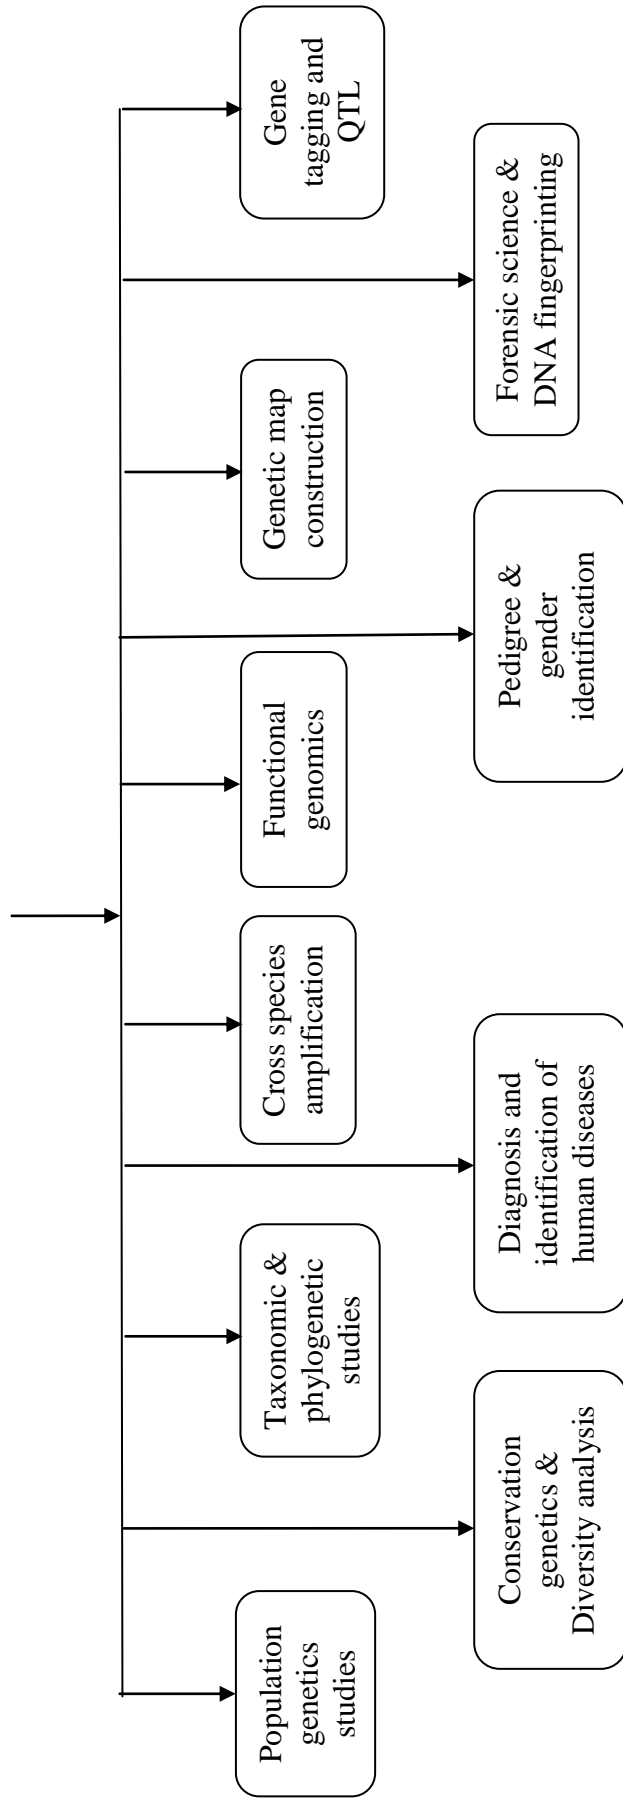 Population
genetics
studies
Taxonomic &
phylogenetic
studies
Cross species
amplification
Functional
genomics
Genetic map
construction
Gene
tagging and
QTL
Conservation
genetics &
Diversity analysis
Diagnosis and
identification of
human diseases
Pedigree &
gender
identification
Forensic science &
DNA fingerprinting